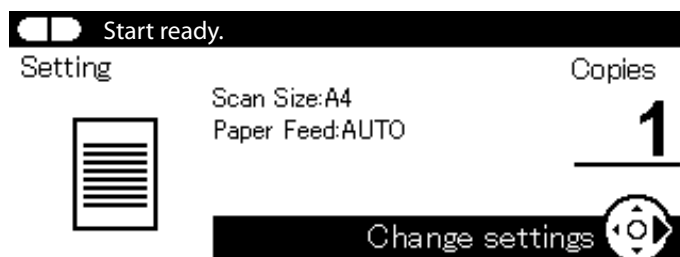 Start ready.
Setting
Copies
Scan Size:A4
Paper Feed:AUTO
1
Change settings